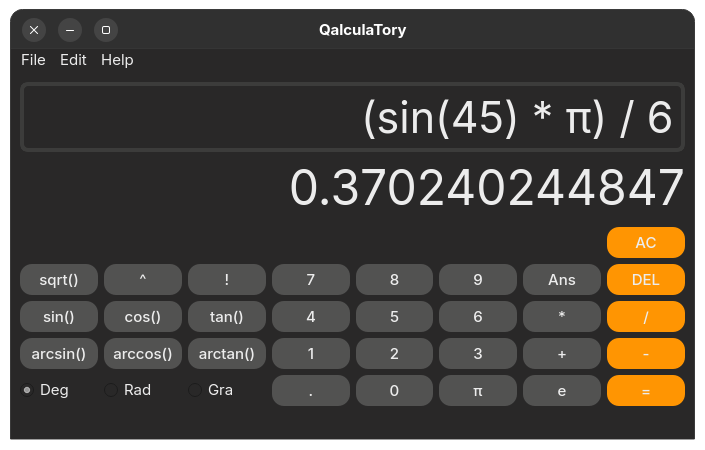 QalculaTory
File Edit Help
(sin(45) * π) / 6
0.370240244847
AC
sqrt() ^ ! 7 8 9 Ans DEL
sin() cos() tan() 4 5 6 * /
arcsin() arccos() arctan() 1 2 3 + -
Deg Rad Gra . 0 π e =